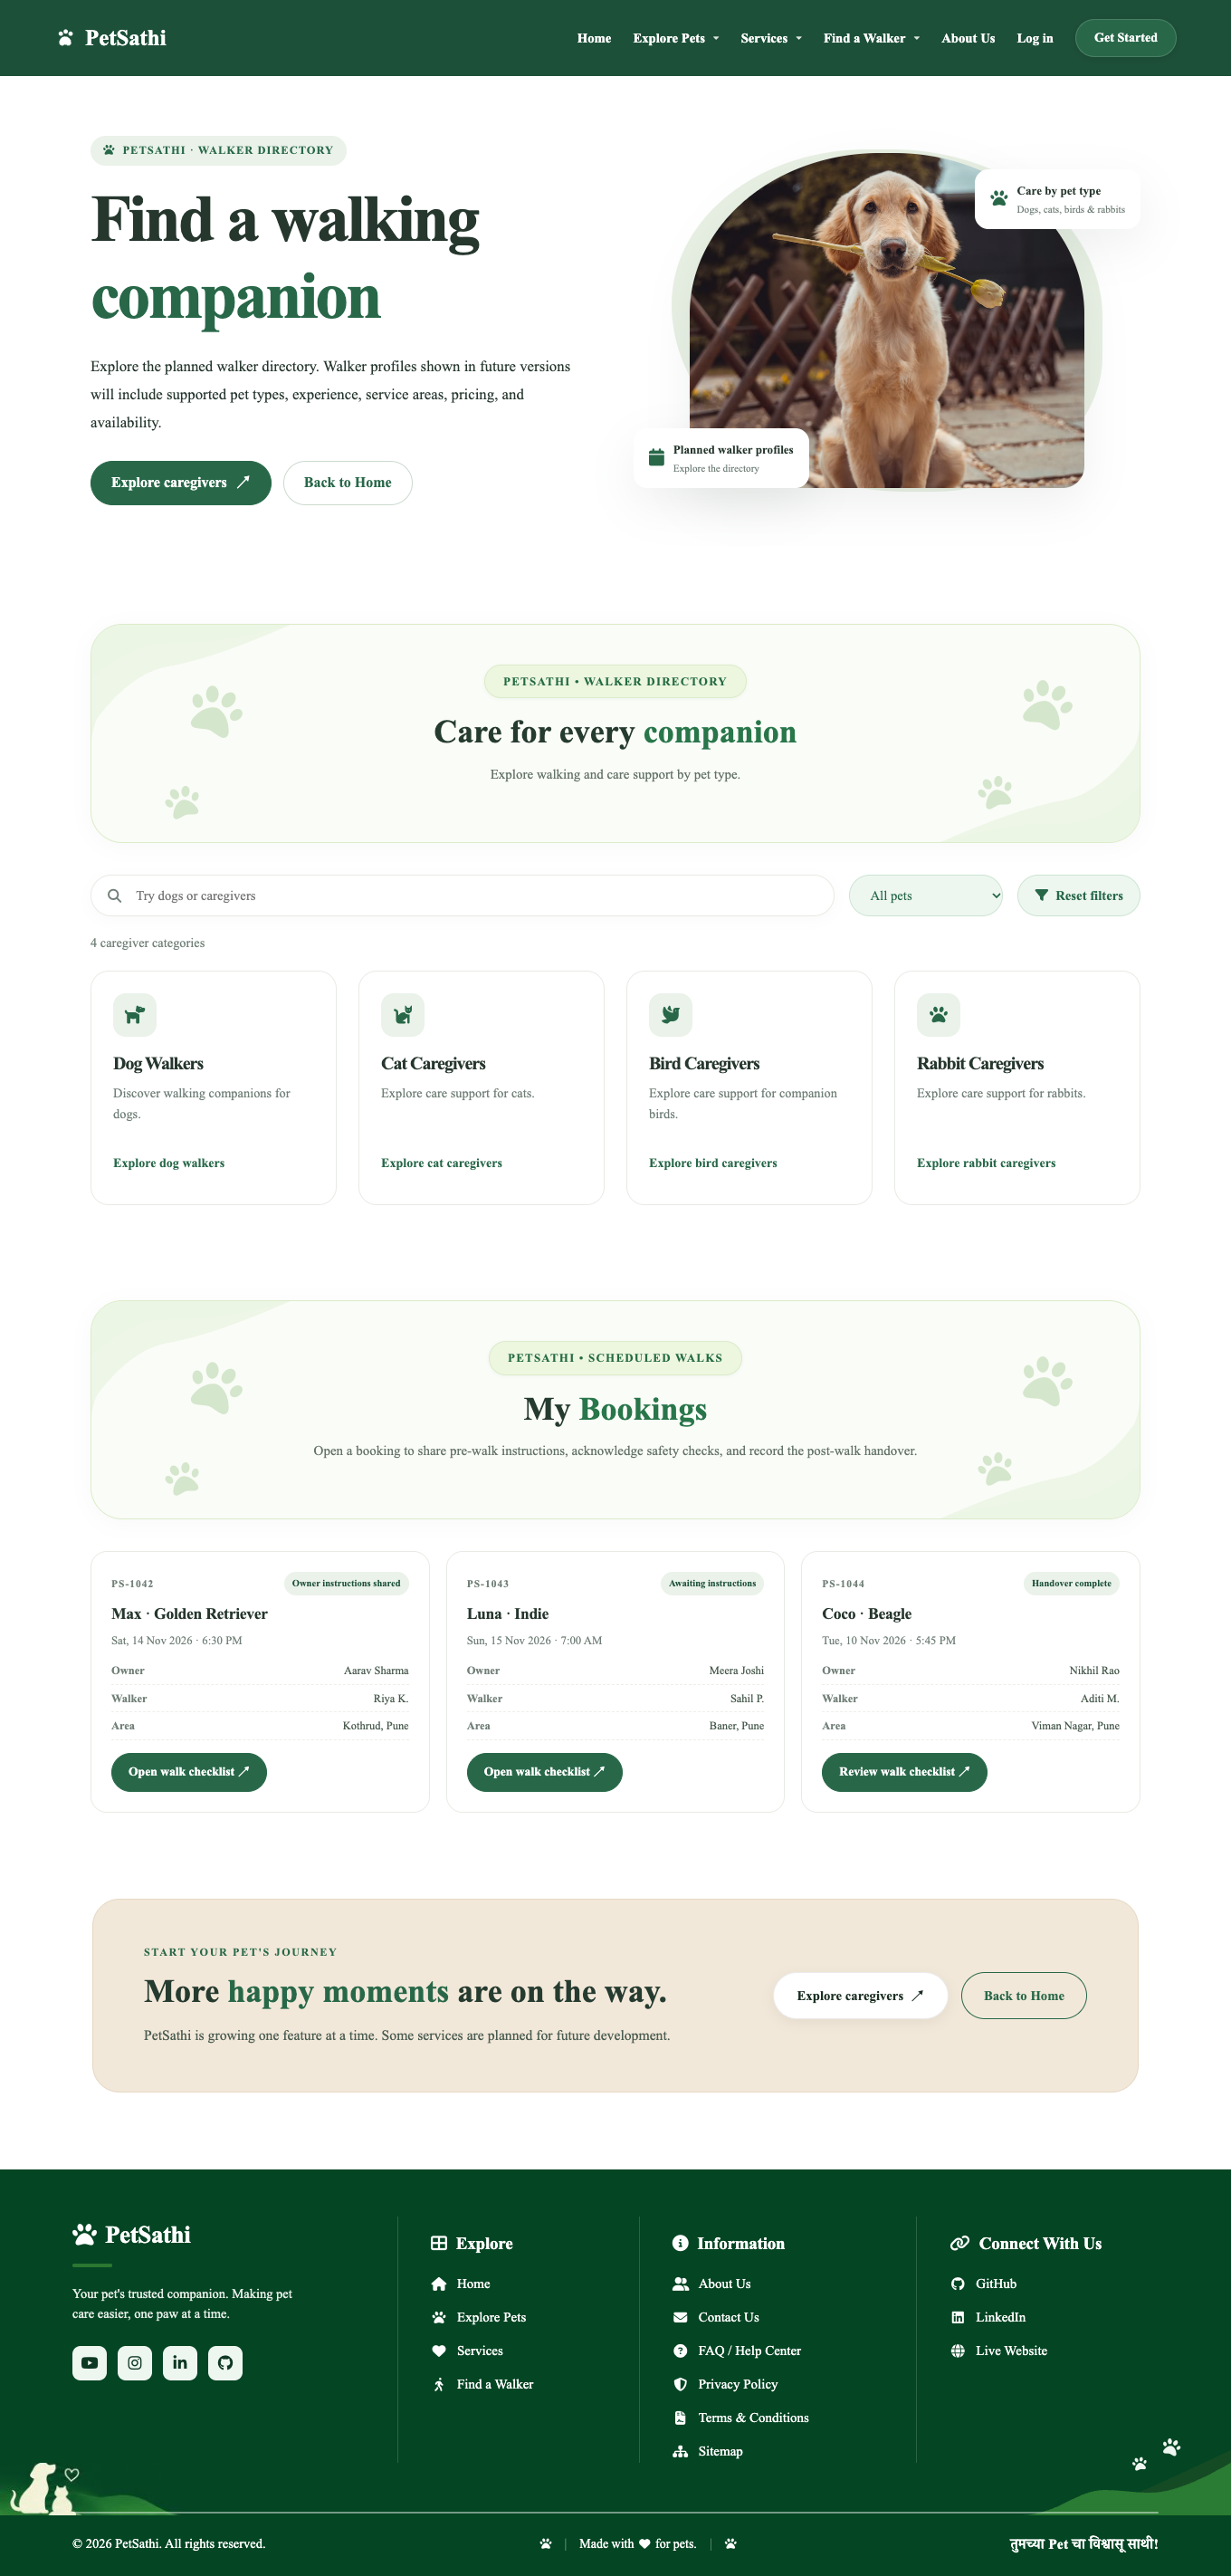 PetSathi
Home Explore Pets Services Find a Walker About Us Log in Get Started
PETSATHI · WALKER DIRECTORY
Find a walking
companion
Explore the planned walker directory. Walker profiles shown in future versions
will include supported pet types, experience, service areas, pricing, and
availability.
Explore caregivers ↗ Back to Home
Care by pet type
Dogs, cats, birds & rabbits
Planned walker profiles
Explore the directory
PETSATHI • WALKER DIRECTORY
Care for every companion
Explore walking and care support by pet type.
Try dogs or caregivers All pets Reset filters
4 caregiver categories
Dog Walkers
Discover walking companions for
dogs.
Explore dog walkers
Cat Caregivers
Explore care support for cats.
Explore cat caregivers
Bird Caregivers
Explore care support for companion
birds.
Explore bird caregivers
Rabbit Caregivers
Explore care support for rabbits.
Explore rabbit caregivers
PETSATHI • SCHEDULED WALKS
My Bookings
Open a booking to share pre-walk instructions, acknowledge safety checks, and record the post-walk handover.
PS-1042 Owner instructions shared
Max · Golden Retriever
Sat, 14 Nov 2026 · 6:30 PM
Owner Aarav Sharma
Walker Riya K.
Area Kothrud, Pune
Open walk checklist ↗
PS-1043 Awaiting instructions
Luna · Indie
Sun, 15 Nov 2026 · 7:00 AM
Owner Meera Joshi
Walker Sahil P.
Area Baner, Pune
Open walk checklist ↗
PS-1044 Handover complete
Coco · Beagle
Tue, 10 Nov 2026 · 5:45 PM
Owner Nikhil Rao
Walker Aditi M.
Area Viman Nagar, Pune
Review walk checklist ↗
START YOUR PET'S JOURNEY
More happy moments are on the way.
PetSathi is growing one feature at a time. Some services are planned for future development.
Explore caregivers ↗ Back to Home
PetSathi
Your pet's trusted companion. Making pet
care easier, one paw at a time.
Explore
Home
Explore Pets
Services
Find a Walker
Information
About Us
Contact Us
FAQ / Help Center
Privacy Policy
Terms & Conditions
Sitemap
Connect With Us
GitHub
LinkedIn
Live Website
© 2026 PetSathi. All rights reserved.
| Made with ♥ for pets. |
तुमच्या Pet चा विश्वासू साथी!